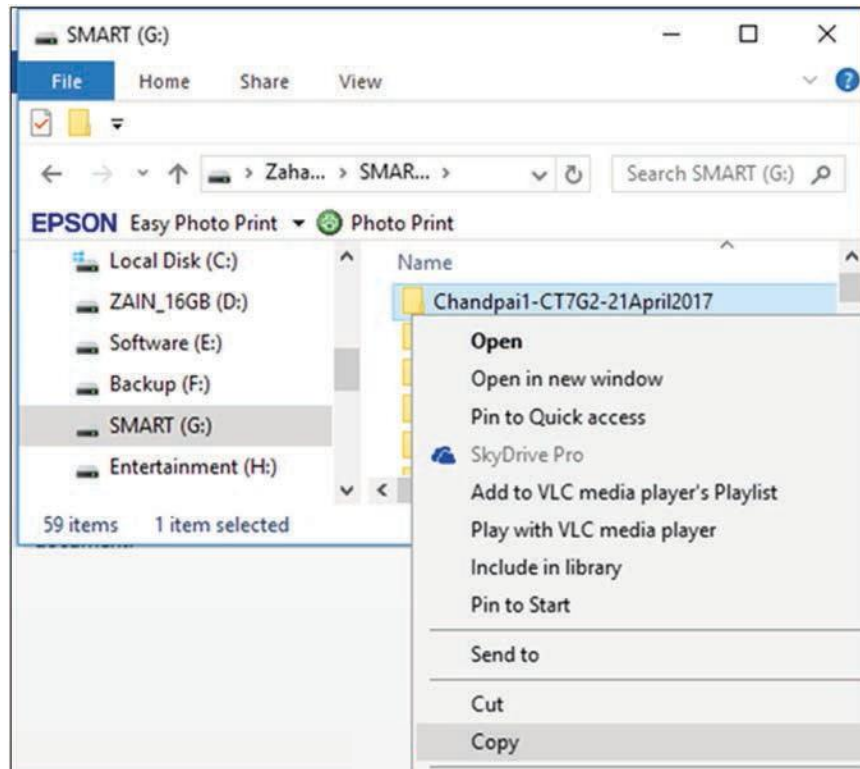 SMART (G:)
File Home Share View
Zaha... SMAR... Search SMART (G:)
EPSON Easy Photo Print Photo Print
Local Disk (C:)
ZAIN_16GB (D:)
Software (E:)
Backup (F:)
SMART (G:)
Entertainment (H:)
Name
Chandpai1-CT7G2-21April2017
Open
Open in new window
Pin to Quick access
SkyDrive Pro
Add to VLC media player's Playlist
Play with VLC media player
Include in library
Pin to Start
Send to
Cut
Copy
59 items 1 item selected